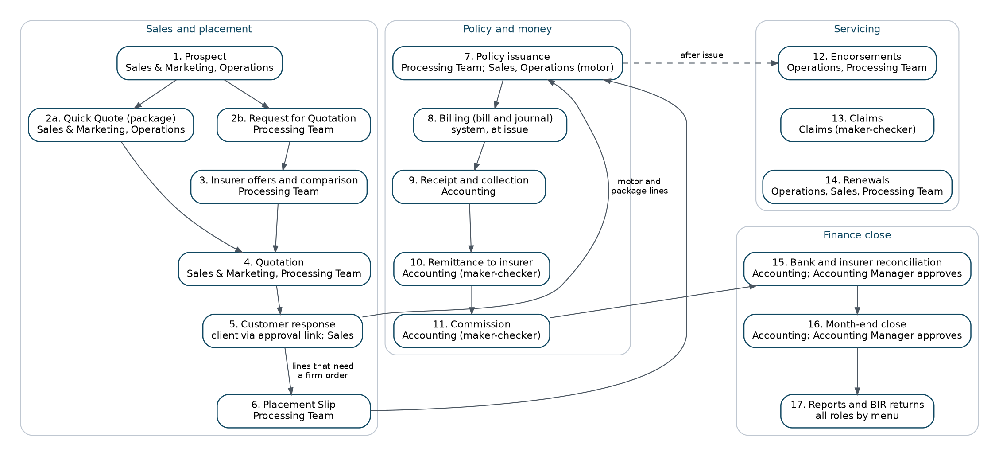 Sales and placement
1. Prospect
Sales & Marketing, Operations
2a. Quick Quote (package)
Sales & Marketing, Operations
2b. Request for Quotation
Processing Team
3. Insurer offers and comparison
Processing Team
4. Quotation
Sales & Marketing, Processing Team
5. Customer response
client via approval link; Sales
lines that need
a firm order
6. Placement Slip
Processing Team
Policy and money
7. Policy issuance
Processing Team; Sales, Operations (motor)
8. Billing (bill and journal)
system, at issue
9. Receipt and collection
Accounting
motor and
package lines
10. Remittance to insurer
Accounting (maker-checker)
11. Commission
Accounting (maker-checker)
after issue
Servicing
12. Endorsements
Operations, Processing Team
13. Claims
Claims (maker-checker)
14. Renewals
Operations, Sales, Processing Team
Finance close
15. Bank and insurer reconciliation
Accounting; Accounting Manager approves
16. Month-end close
Accounting; Accounting Manager approves
17. Reports and BIR returns
all roles by menu